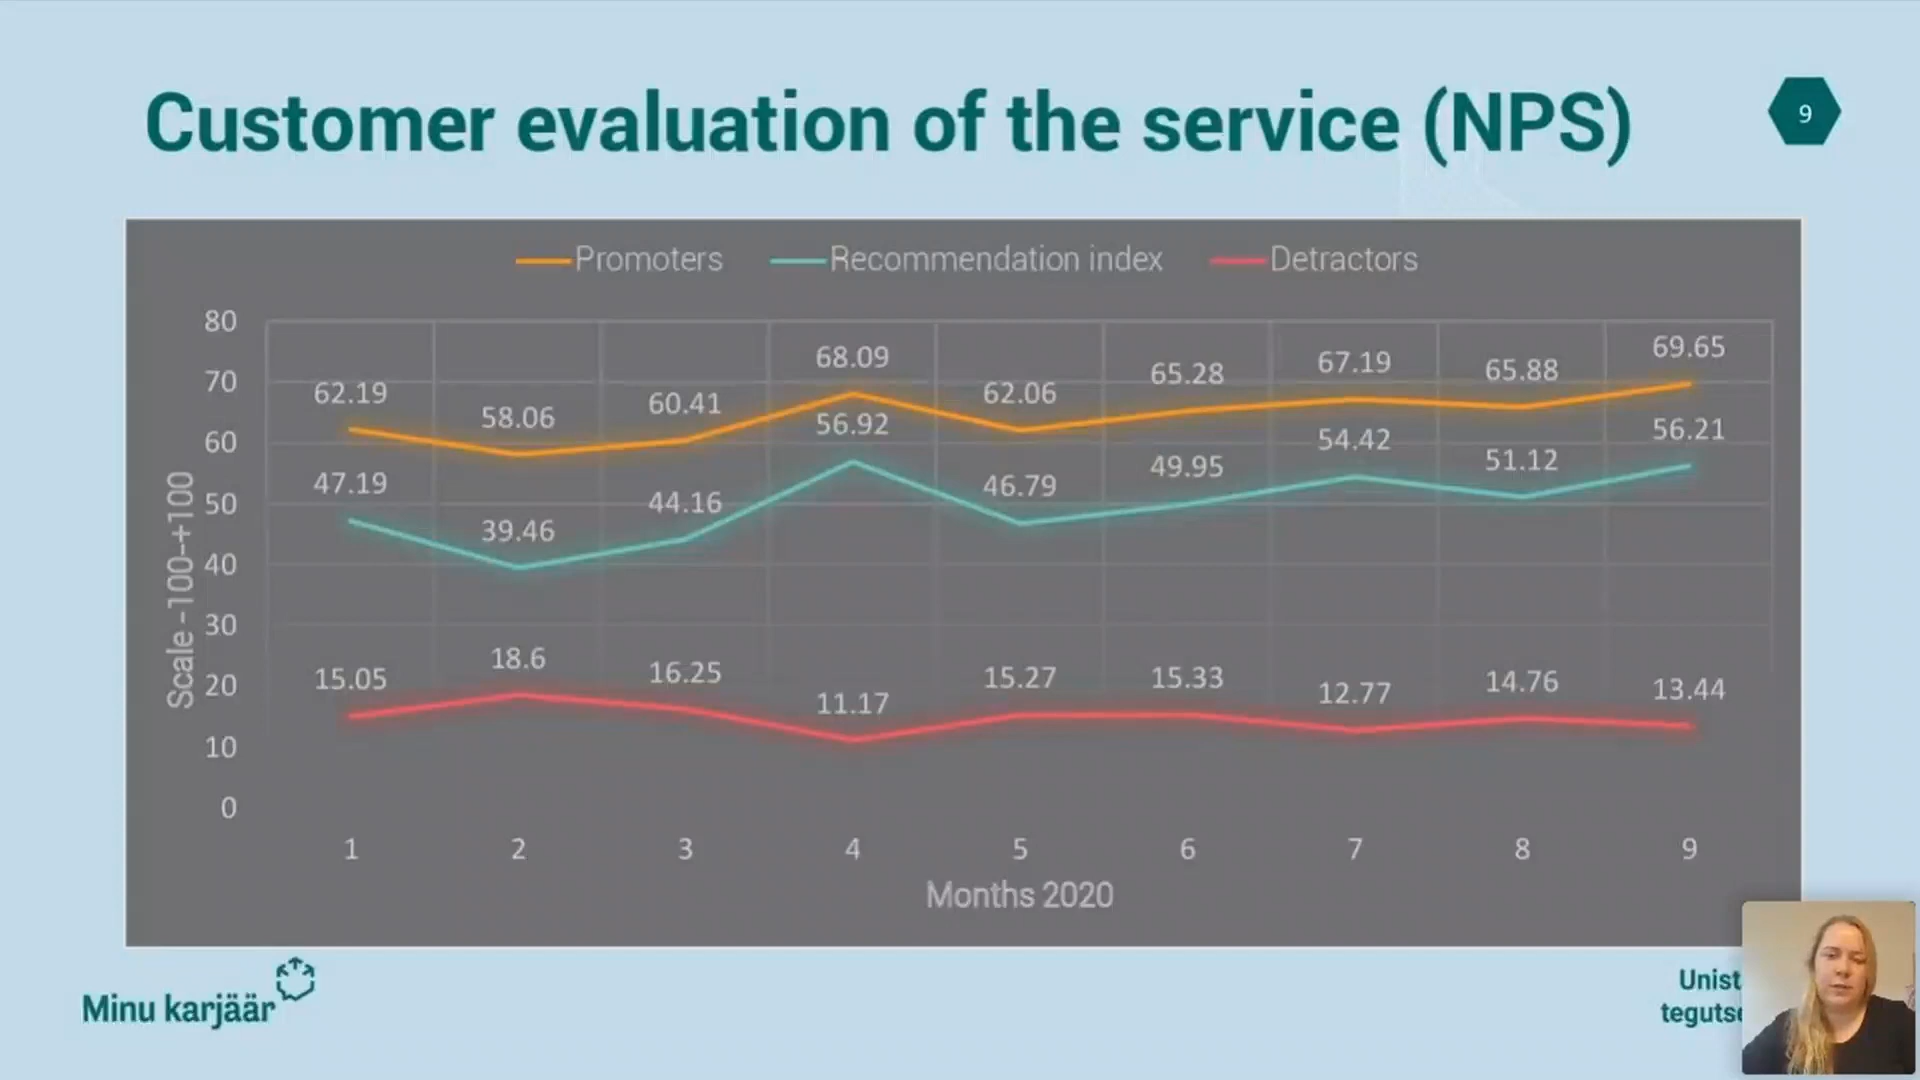 Customer evaluation of the service (NPS)
9
Promoters Recommendation index Detractors
Scale -100-+100
80
70
60
50
40
30
20
10
0
62.19 58.06 60.41 68.09 62.06 65.28 67.19 65.88 69.65
47.19 39.46 44.16 56.92 46.79 49.95 54.42 51.12 56.21
15.05 18.6 16.25 11.17 15.27 15.33 12.77 14.76 13.44
1 2 3 4 5 6 7 8 9
Months 2020
Minu karjäär